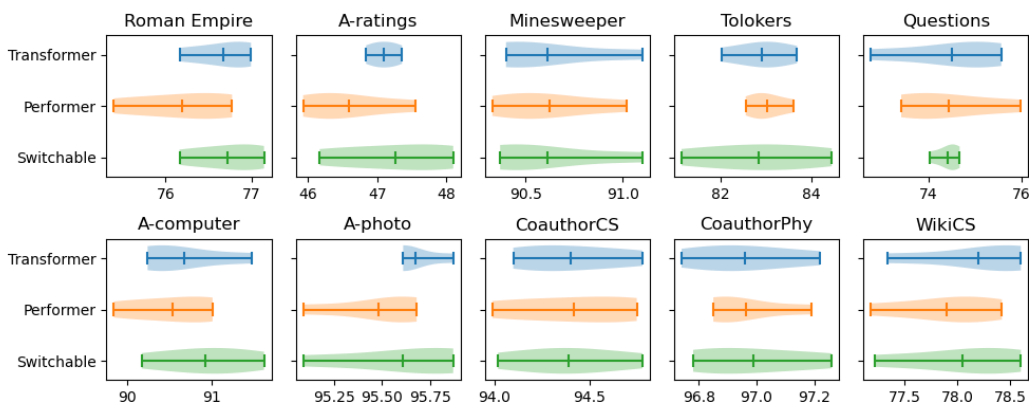 Roman Empire A-ratings Minesweeper Tolokers Questions
Transformer
Performer
Switchable
76 77 46 47 48 90.5 91.0 82 84 74 76
A-computer A-photo CoauthorCS CoauthorPhy WikiCS
Transformer
Performer
Switchable
90 91 95.25 95.50 95.75 94.0 94.5 96.8 97.0 97.2 77.5 78.0 78.5